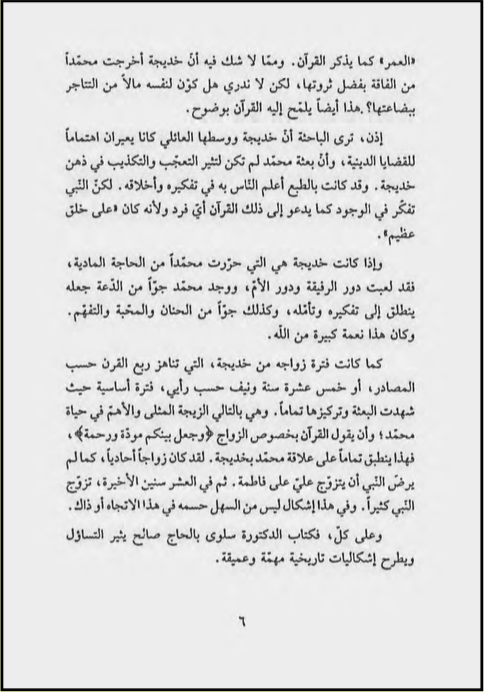 «العمر» كما يذكر القرآن. وممّا لا شك فيه أنّ خديجة أخرجت محمّداً
من الفاقة بفضل ثروتها، لكن لا ندري هل كوّن لنفسه مالاً من التتاجر
ببضاعتها؟ .هذا أيضاً يلمّح إليه القرآن بوضوح.
إذن، ترى الباحثة أنّ خديجة ووسطها العائلي كانا يعيران اهتماماً
للقضايا الدينية، وأنّ بعثة محمّد لم تكن لتثير التعجّب والتكذيب في ذهن
خديجة. وقد كانت بالطبع أعلم النّاس به في تفكيره وأخلاقه. لكنّ النّبي
تفكّر في الوجود كما يدعو إلى ذلك القرآن أيّ فرد ولأنه كان «على خلق
عظيم».
وإذا كانت خديجة هي التي حرّرت محمّداً من الحاجة المادية،
فقد لعبت دور الرفيقة ودور الأمّ، ووجد محمّد جوّاً من الدّعة جعله
ينطلق إلى تفكيره وتأمّله، وكذلك جوّاً من الحنان والمحّبة والتفهّم.
وكان هذا نعمة كبيرة من اللّه.
كما كانت فترة زواجه من خديجة، التي تناهز ربع القرن حسب
المصادر، أو خمس عشرة سنة ونيف حسب رأيي، فترة أساسية حيث
شهدت البعثة وتركيزها تماماً. وهي بالتالي الزيجة المثلى والأهمّ في حياة
محمّد؛ وأن يقول القرآن بخصوص الزواج ﴿وجعل بينكم مودّة ورحمة﴾،
فهذا ينطبق تماماً على علاقة محمّد بخديجة. لقد كان زواجاً أحادياً، كما لم
يرضَ النّبي أن يتزوّج عليّ على فاطمة. ثم في العشر سنين الأخيرة، تزوّج
النّبي كثيراً. وفي هذا إشكال ليس من السهل حسمه في هذا الاتجاه أو ذاك.
وعلى كلّ، فكتاب الدكتورة سلوى بالحاج صالح يثير التساؤل
ويطرح إشكاليات تاريخية مهمّة وعميقة.
٦